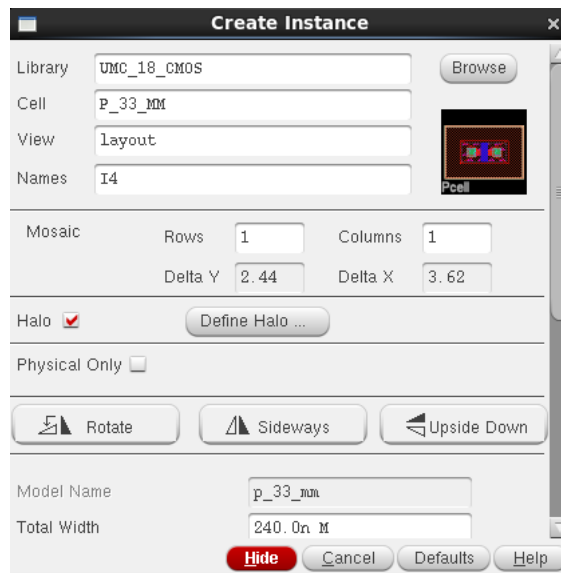 Create Instance
Library UMC_18_CMOS Browse
Cell P_33_MM
View layout
Names I4
Pcell
Mosaic Rows 1 Columns 1
Delta Y 2.44 Delta X 3.62
Halo Define Halo ...
Physical Only
Rotate Sideways Upside Down
Model Name p_33_mm
Total Width 240.0n M
Hide Cancel Defaults Help